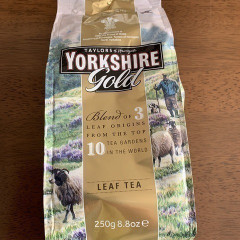 TAYLORS of Harrogate
YORKSHIRE
Gold
Blend of 3
LEAF ORIGINS
FROM THE TOP
10 TEA GARDENS
IN THE WORLD
LEAF TEA
250g 8.8oz e